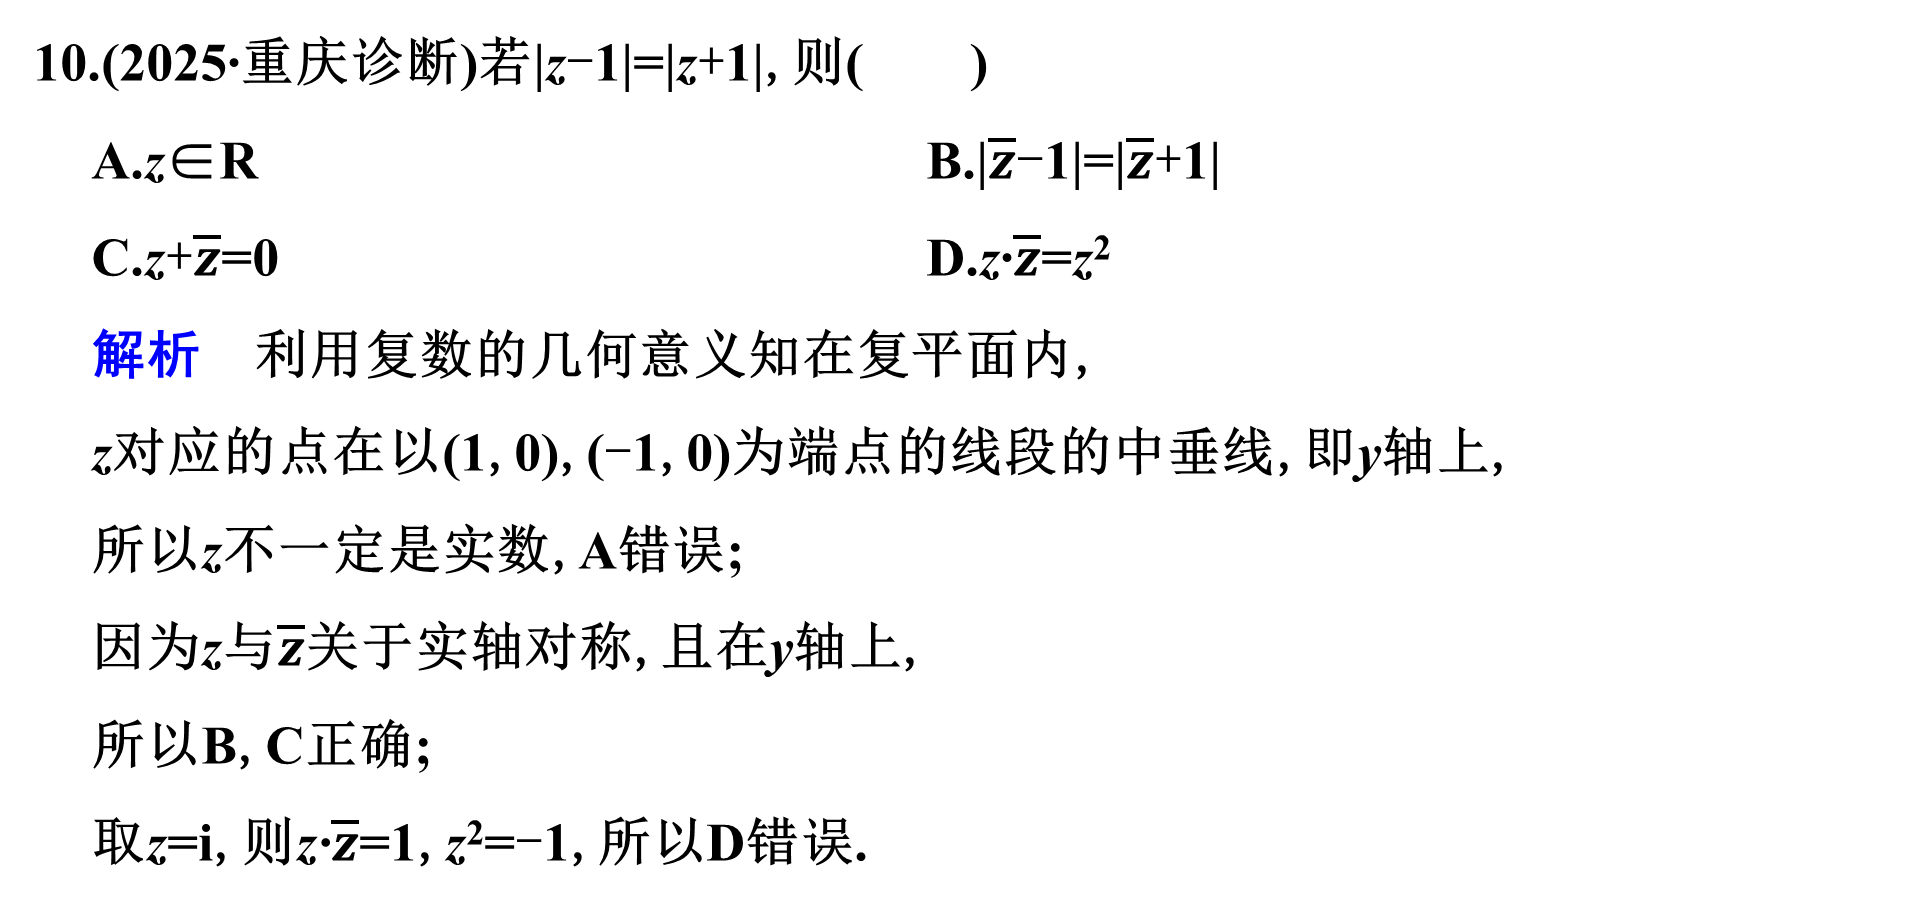 10.(2025·重庆诊断)若|z−1|=|z+1|, 则(　　)
A.z∈R　　B.|z̅−1|=|z̅+1|
C.z+z̅=0　　D.z·z̅=z²
解析　利用复数的几何意义知在复平面内,
z对应的点在以(1, 0), (−1, 0)为端点的线段的中垂线, 即y轴上,
所以z不一定是实数, A错误;
因为z与z̅关于实轴对称, 且在y轴上,
所以B, C正确;
取z=i, 则z·z̅=1, z²=−1, 所以D错误.